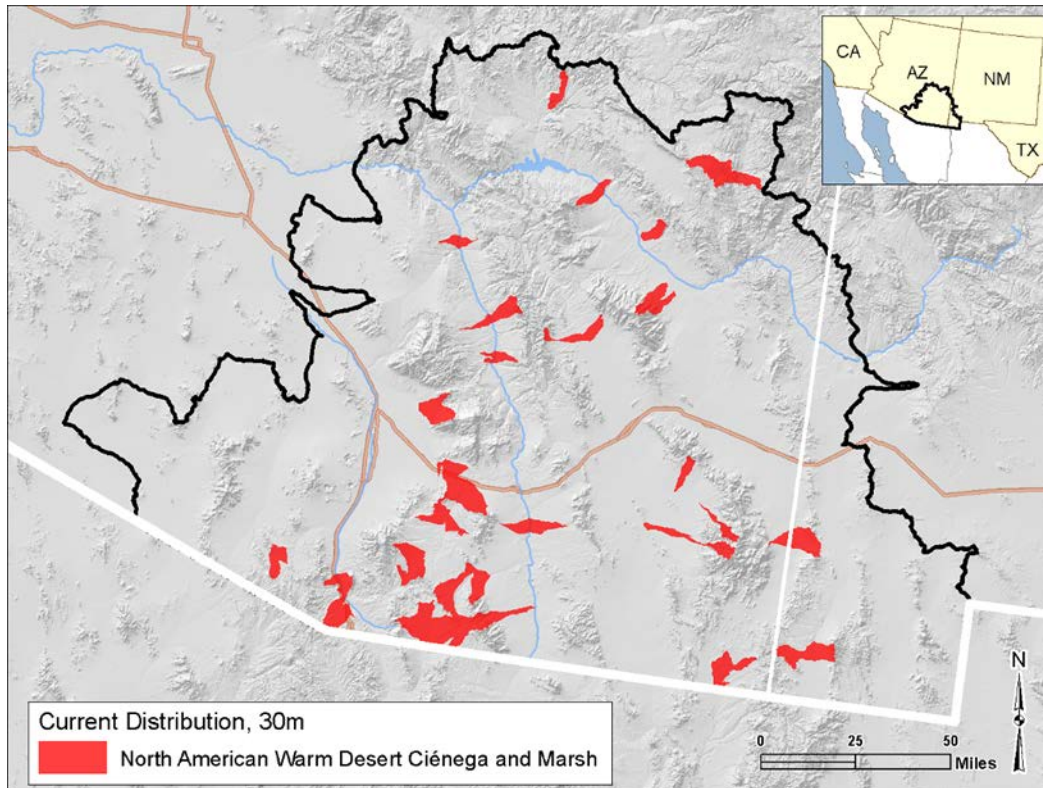 CA
AZ
NM
TX
N
Current Distribution, 30m
North American Warm Desert Ciénega and Marsh
0 25 50
Miles